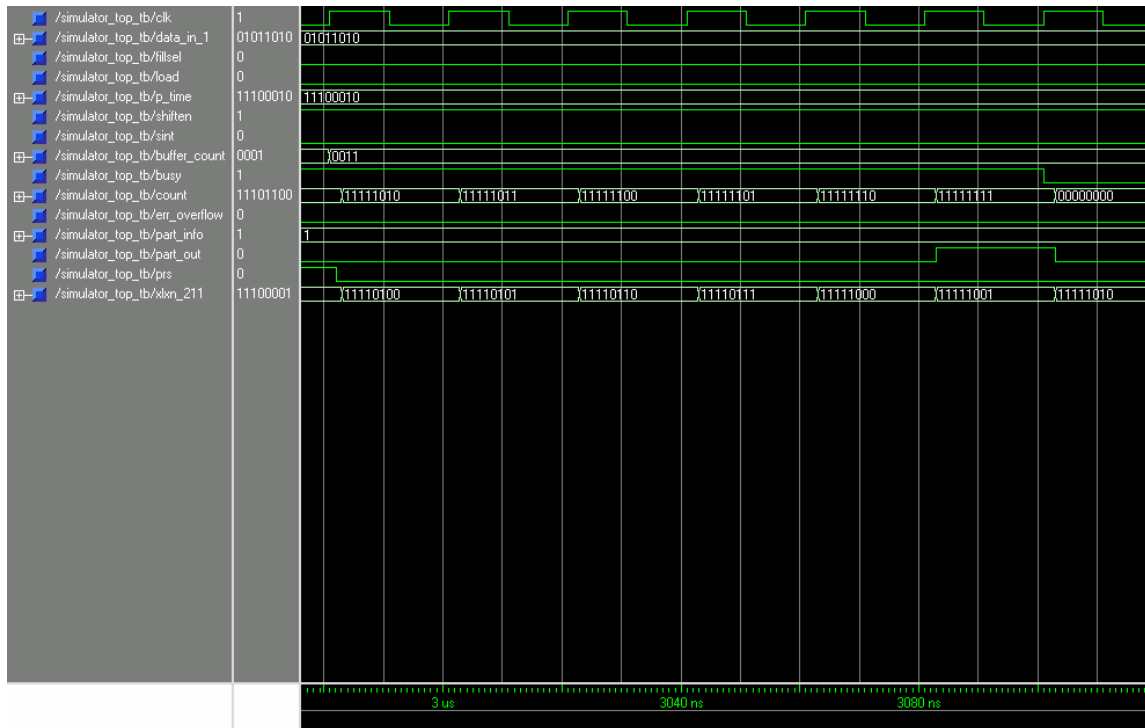 /simulator_top_tb/clk 1
/simulator_top_tb/data_in_1 01011010 01011010
/simulator_top_tb/fillsel 0
/simulator_top_tb/load 0
/simulator_top_tb/p_time 11100010 11100010
/simulator_top_tb/shiften 1
/simulator_top_tb/sint 0
/simulator_top_tb/buffer_count 0001 0011
/simulator_top_tb/busy 1
/simulator_top_tb/count 11101100 11111010 11111011 11111100 11111101 11111110 11111111 00000000
/simulator_top_tb/err_overflow 0
/simulator_top_tb/part_info 1 1
/simulator_top_tb/part_out 0
/simulator_top_tb/prs 0
/simulator_top_tb/xlxn_211 11100001 11110100 11110101 11110110 11110111 11111000 11111001 11111010
3 us 3040 ns 3080 ns